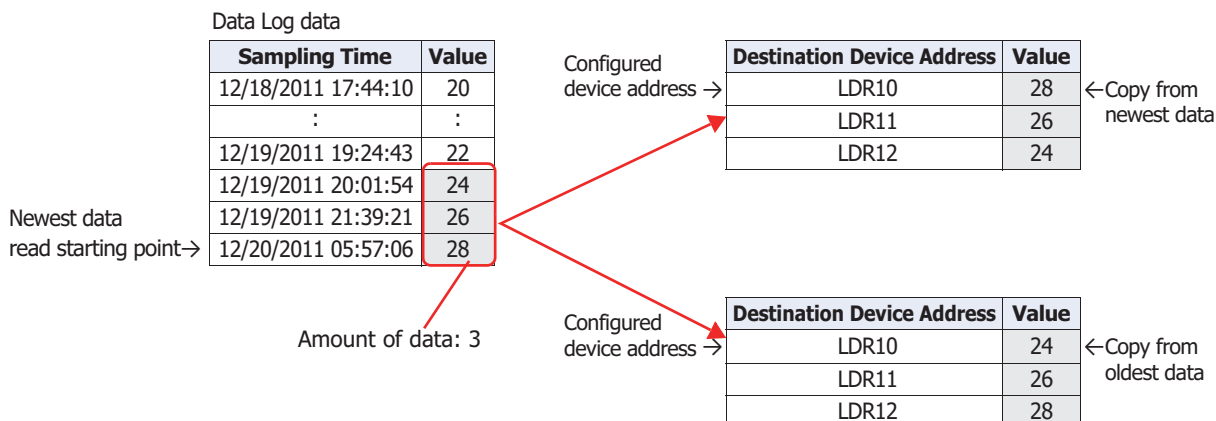 Data Log data
Sampling Time Value
12/18/2011 17:44:10 20
: :
12/19/2011 19:24:43 22
12/19/2011 20:01:54 24
12/19/2011 21:39:21 26
12/20/2011 05:57:06 28
Newest data
read starting point→
Amount of data: 3
Configured
device address →
Destination Device Address Value
LDR10 28
LDR11 26
LDR12 24
←Copy from
newest data
Configured
device address →
Destination Device Address Value
LDR10 24
LDR11 26
LDR12 28
←Copy from
oldest data